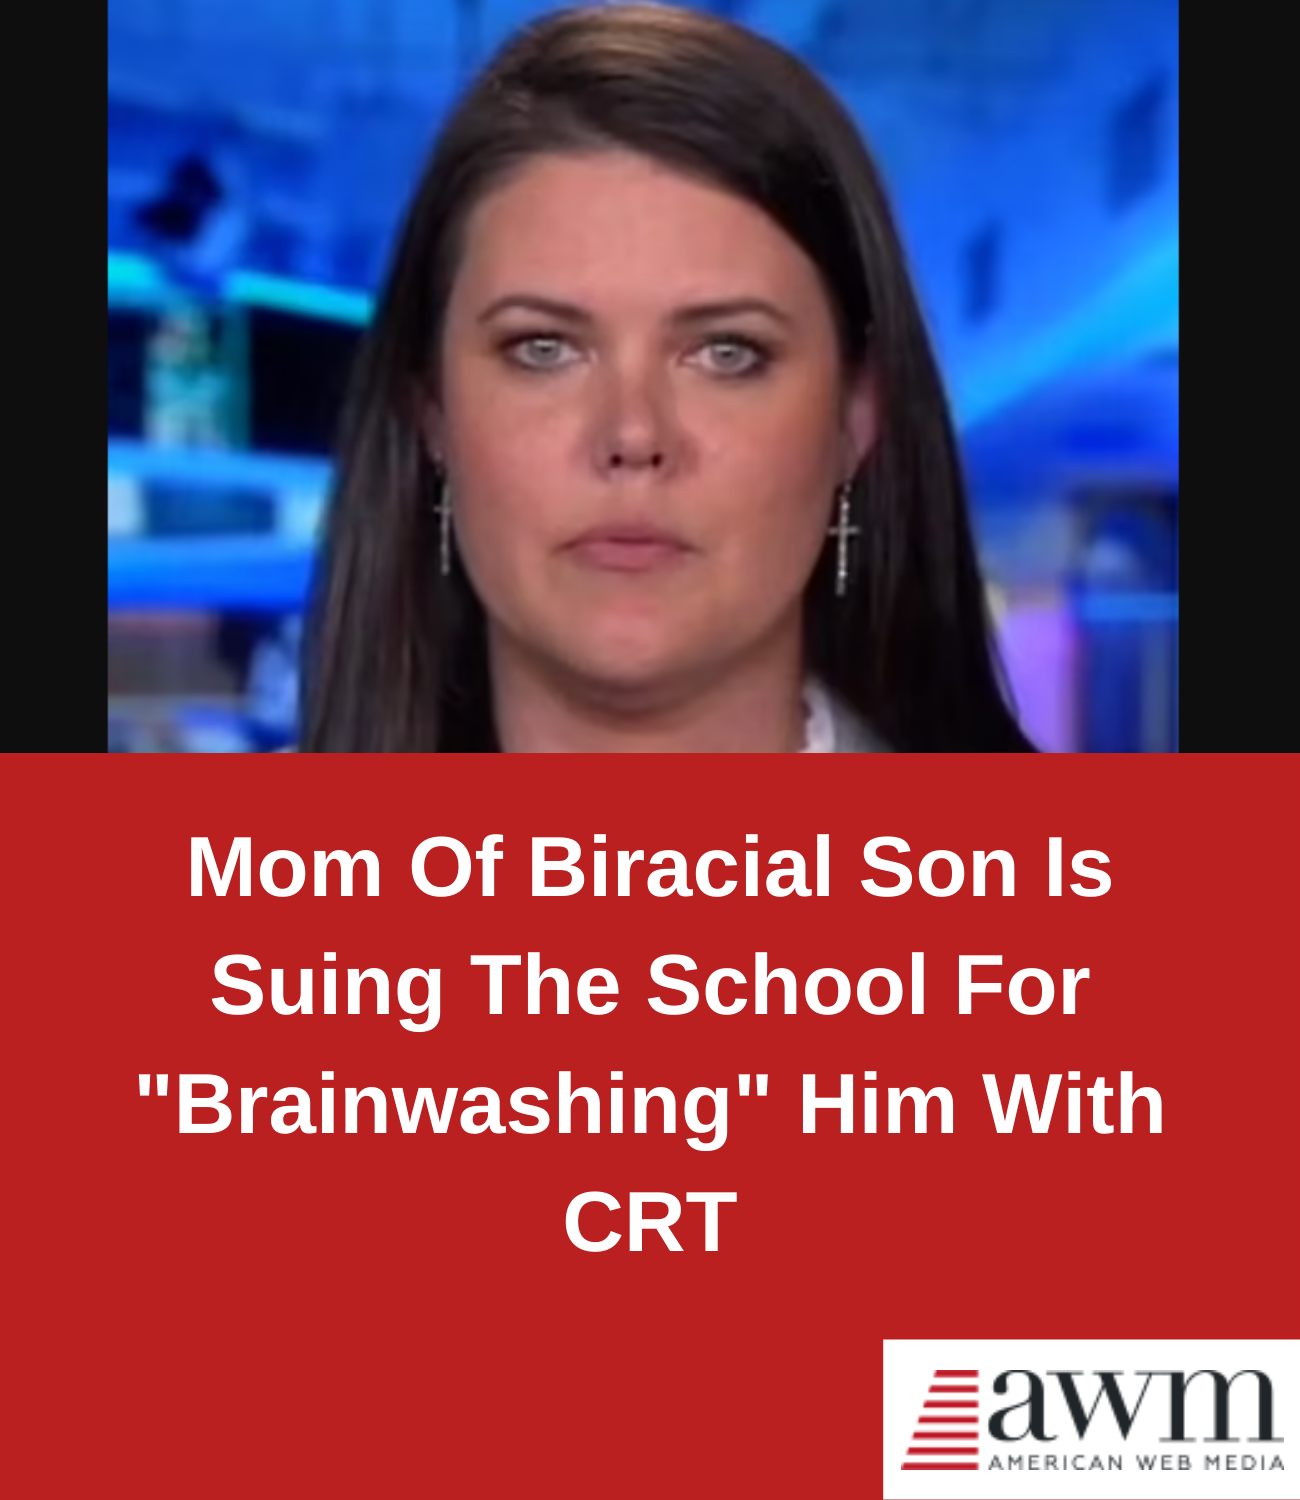 Mom Of Biracial Son Is
Suing The School For
"Brainwashing" Him With
CRT
awm
AMERICAN WEB MEDIA